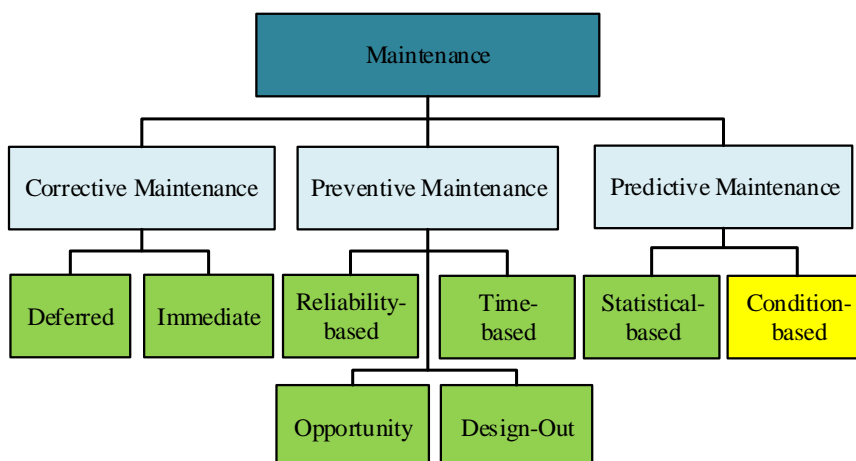 Maintenance
Corrective Maintenance
Preventive Maintenance
Predictive Maintenance
Deferred
Immediate
Reliability-
based
Time-
based
Statistical-
based
Condition-
based
Opportunity
Design-Out